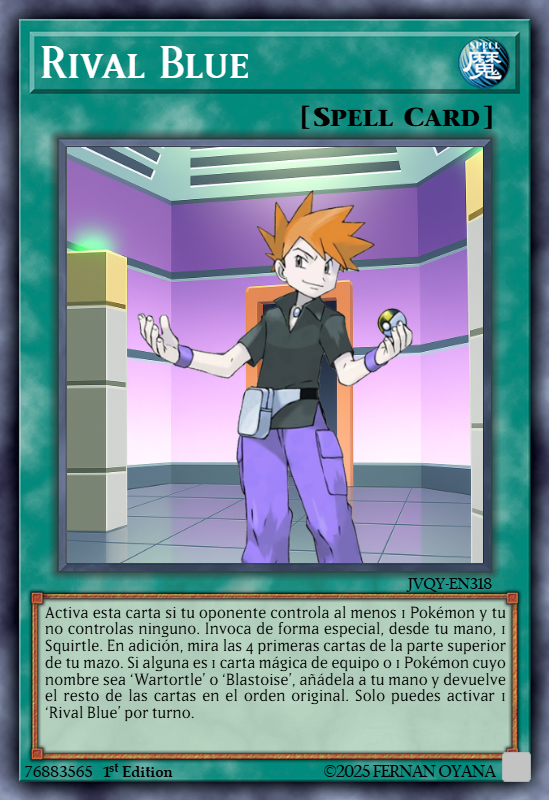 Rival Blue
SPELL
魔
[Spell Card]
JVQY-EN318
Activa esta carta si tu oponente controla al menos 1 Pokémon y tu
no controlas ninguno. Invoca de forma especial, desde tu mano, 1
Squirtle. En adición, mira las 4 primeras cartas de la parte superior
de tu mazo. Si alguna es 1 carta mágica de equipo o 1 Pokémon cuyo
nombre sea ‘Wartortle’ o ‘Blastoise’, añádela a tu mano y devuelve
el resto de las cartas en el orden original. Solo puedes activar 1
‘Rival Blue’ por turno.
76883565 1st Edition ©2025 FERNAN OYANA